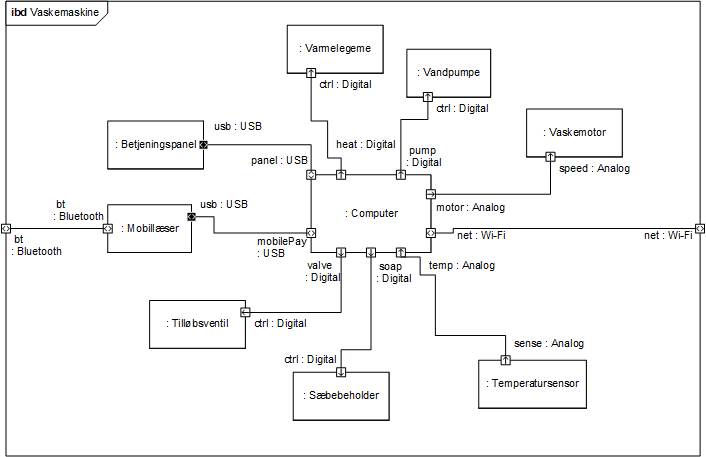 ibd Vaskemaskine
: Varmelegeme
ctrl : Digital
: Vandpumpe
ctrl : Digital
usb : USB
: Betjeningspanel
panel : USB
heat : Digital
pump
: Digital
: Vaskemotor
speed : Analog
bt
: Bluetooth
usb : USB
: Mobillæser
: Computer
motor : Analog
bt
: Bluetooth
mobilePay
: USB
net : Wi-Fi
net : Wi-Fi
valve
: Digital
soap
: Digital
temp : Analog
: Tilløbsventil
ctrl : Digital
sense : Analog
ctrl : Digital
: Sæbebeholder
: Temperatursensor